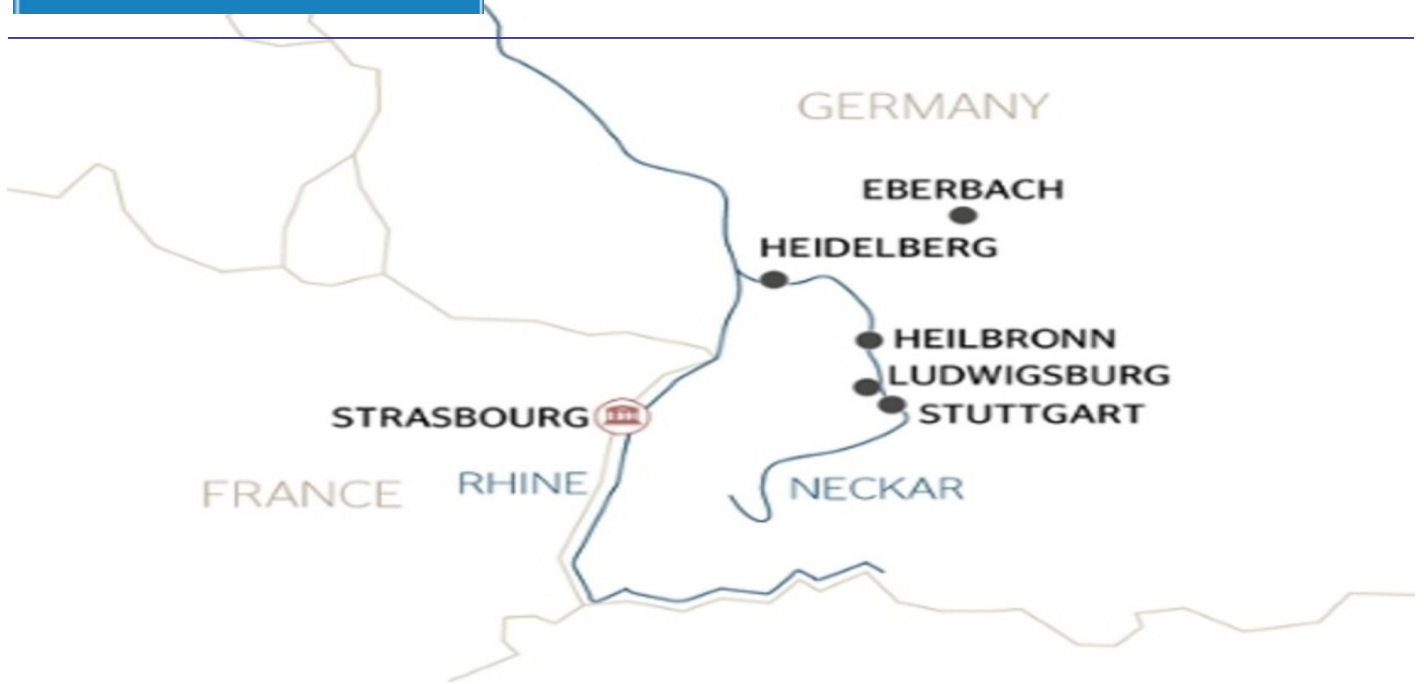 GERMANY
EBERBACH
HEIDELBERG
HEILBRONN
LUDWIGSBURG
STRASBOURG
STUTTGART
FRANCE
RHINE
NECKAR